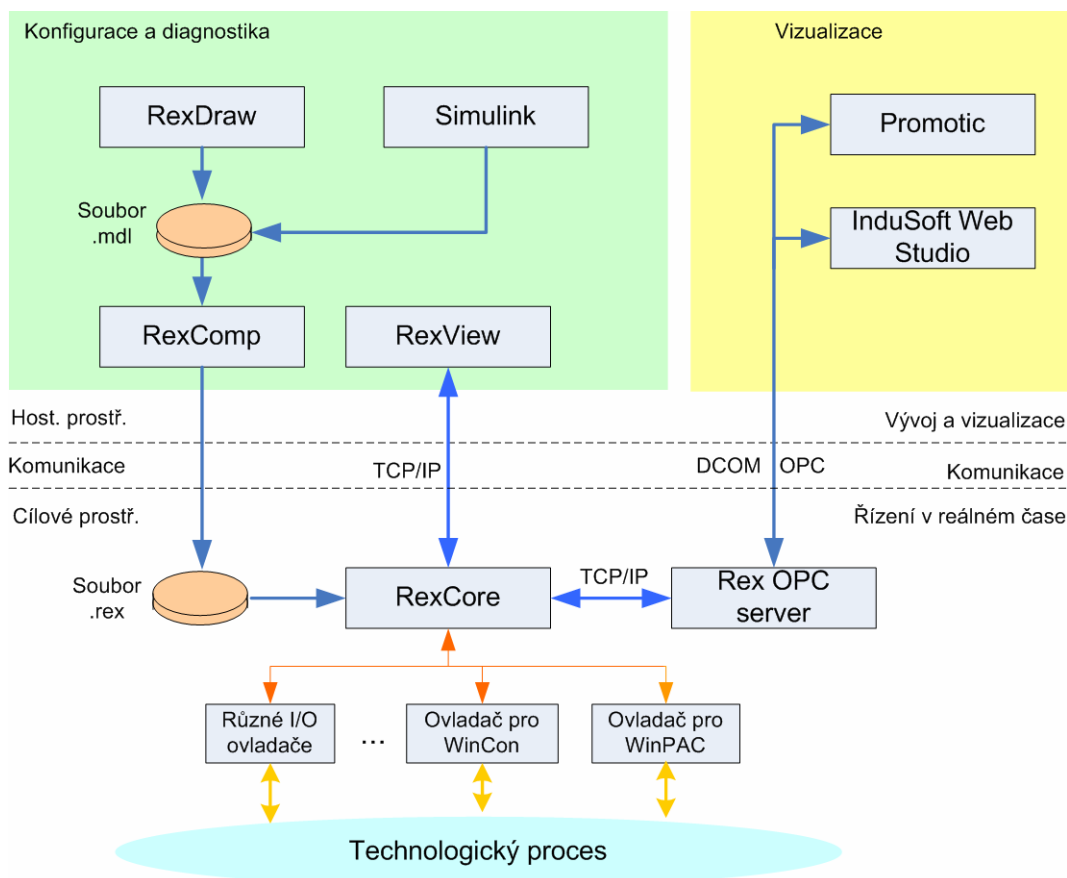 Konfigurace a diagnostika
Vizualizace
RexDraw
Simulink
Promotic
Soubor
.mdl
InduSoft Web
Studio
RexComp
RexView
Host. prostř.
Vývoj a vizualizace
Komunikace
TCP/IP
DCOM
OPC
Komunikace
Cílové prostř.
Řízení v reálném čase
Soubor
.rex
RexCore
TCP/IP
Rex OPC
server
Různé I/O
ovladače
...
Ovladač pro
WinCon
Ovladač pro
WinPAC
Technologický proces